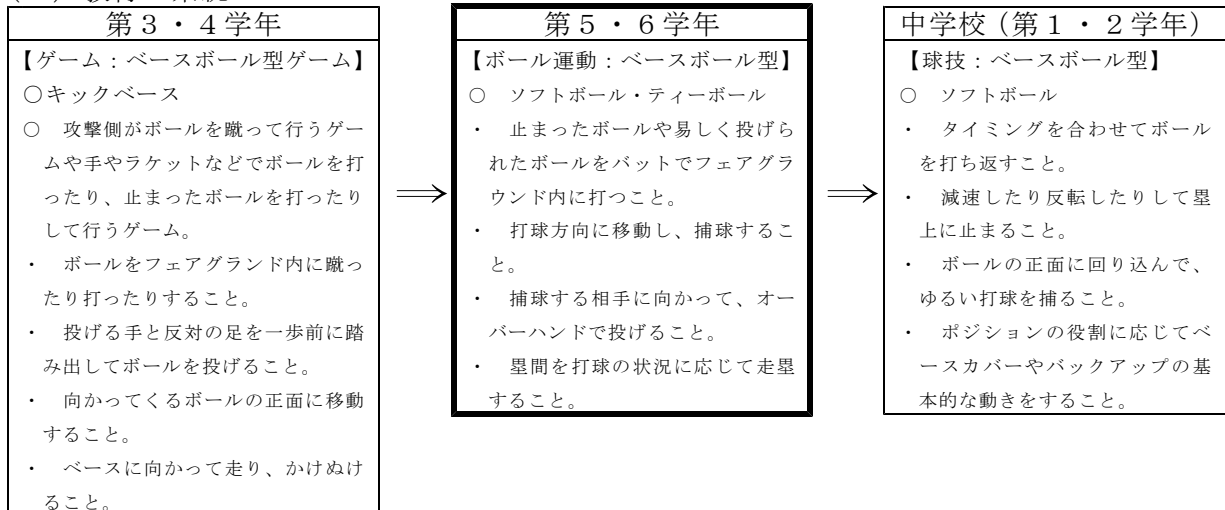 第３・４学年
【ゲーム：ベースボール型ゲーム】
○キックベース
○　攻撃側がボールを蹴って行うゲー
ムや手やラケットなどでボールを打
ったり、止まったボールを打ったり
して行うゲーム。
・　ボールをフェアグランド内に蹴っ
たり打ったりすること。
・　投げる手と反対の足を一歩前に踏
み出してボールを投げること。
・　向かってくるボールの正面に移動
すること。
・　ベースに向かって走り、かけぬけ
ること。
⇒
第５・６学年
【ボール運動：ベースボール型】
○　ソフトボール・ティーボール
・　止まったボールや易しく投げら
れたボールをバットでフェアグラ
ウンド内に打つこと。
・　打球方向に移動し、捕球するこ
と。
・　捕球する相手に向かって、オー
バーハンドで投げること。
・　塁間を打球の状況に応じて走塁
すること。
⇒
中学校（第１・２学年）
【球技：ベースボール型】
○　ソフトボール
・　タイミングを合わせてボール
を打ち返すこと。
・　減速したり反転したりして塁
上に止まること。
・　ボールの正面に回り込んで、
ゆるい打球を捕ること。
・　ポジションの役割に応じてベ
ースカバーやバックアップの基
本的な動きをすること。